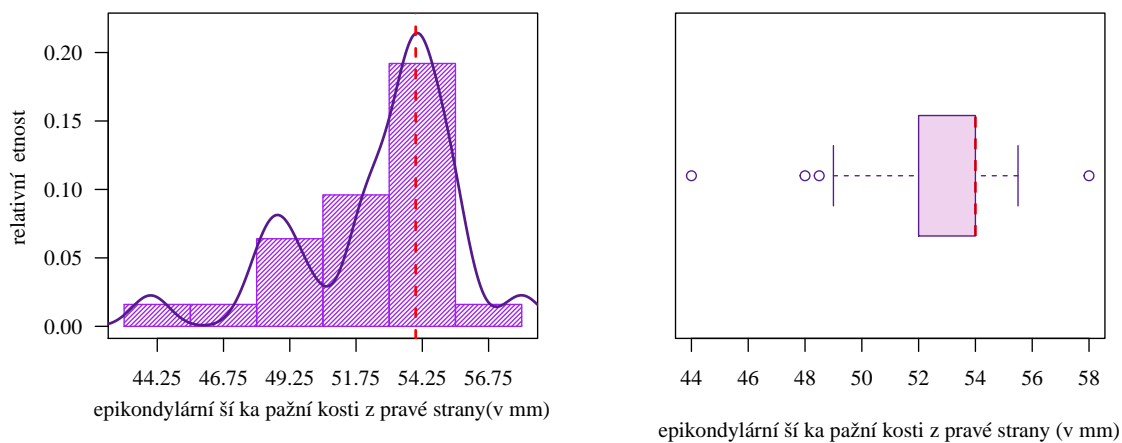 0.20
0.15
0.10
0.05
0.00
relativní etnost
44.25 46.75 49.25 51.75 54.25 56.75
epikondylární ší ka pažní kosti z pravé strany(v mm)
44 46 48 50 52 54 56 58
epikondylární ší ka pažní kosti z pravé strany (v mm)